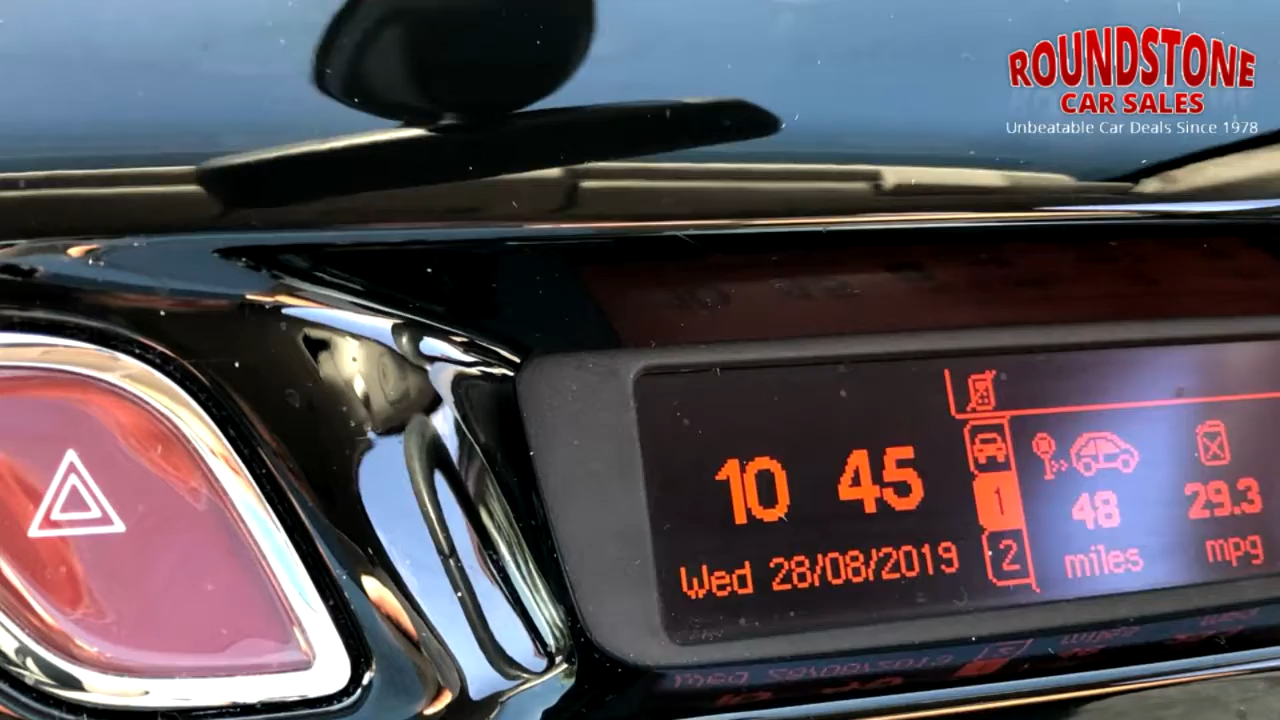 ROUNDSTONE
CAR SALES
Unbeatable Car Deals Since 1978
10 45
Wed 28/08/2019
1
2
48
miles
29.3
mpg